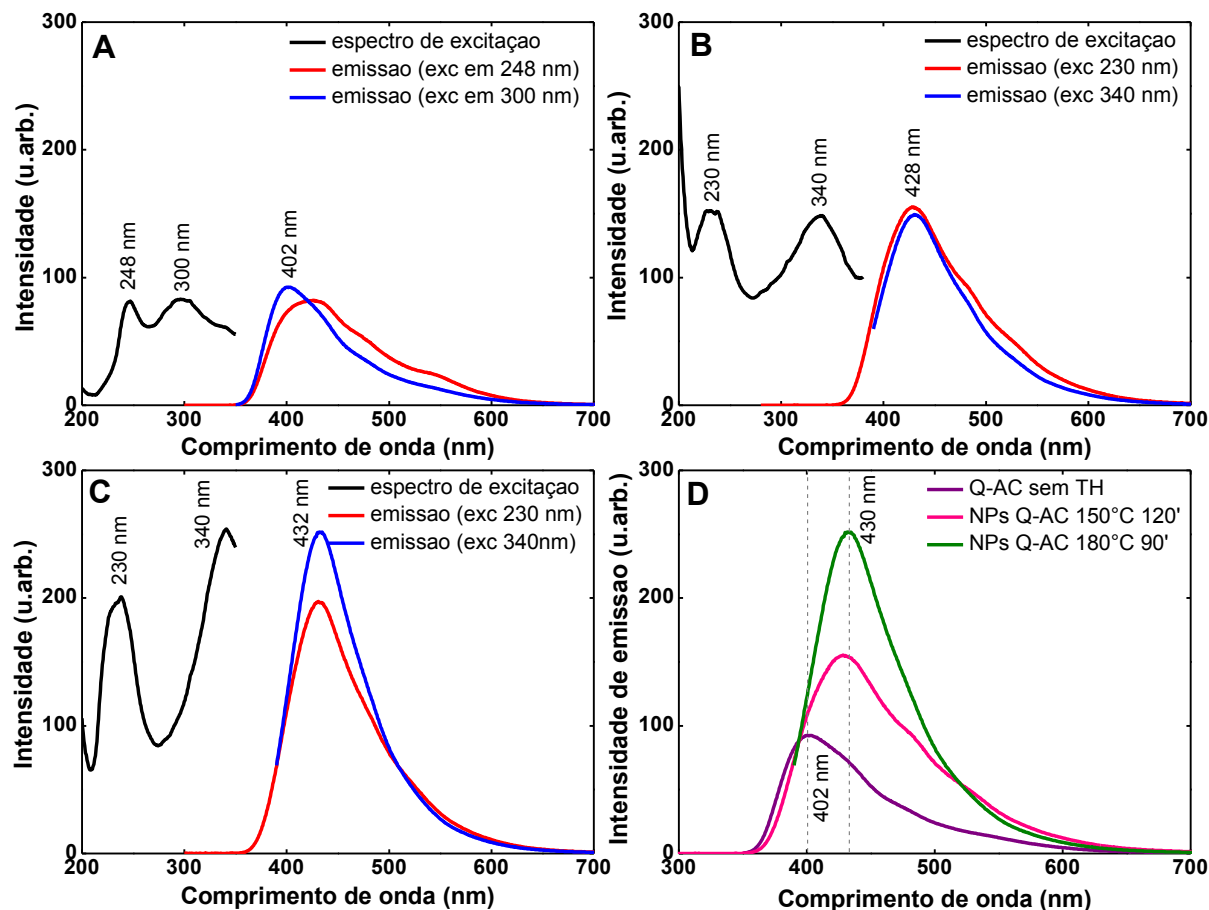 A
espectro de excitaçao
emissao (exc em 248 nm)
emissao (exc em 300 nm)
248 nm
300 nm
402 nm
300
200
100
0
200 300 400 500 600 700
Intensidade (u.arb.)
Comprimento de onda (nm)
B
espectro de excitaçao
emissao (exc 230 nm)
emissao (exc 340 nm)
230 nm
340 nm
428 nm
300
200
100
0
200 300 400 500 600 700
Intensidade (u.arb.)
Comprimento de onda (nm)
C
espectro de excitaçao
emissao (exc 230 nm)
emissao (exc 340nm)
230 nm
340 nm
432 nm
300
200
100
0
200 300 400 500 600 700
Intensidade (u.arb.)
Comprimento de onda (nm)
D
Q-AC sem TH
NPs Q-AC 150°C 120'
NPs Q-AC 180°C 90'
430 nm
402 nm
300
200
100
0
300 400 500 600 700
Intensidade de emissao (u.arb.)
Comprimento de onda (nm)